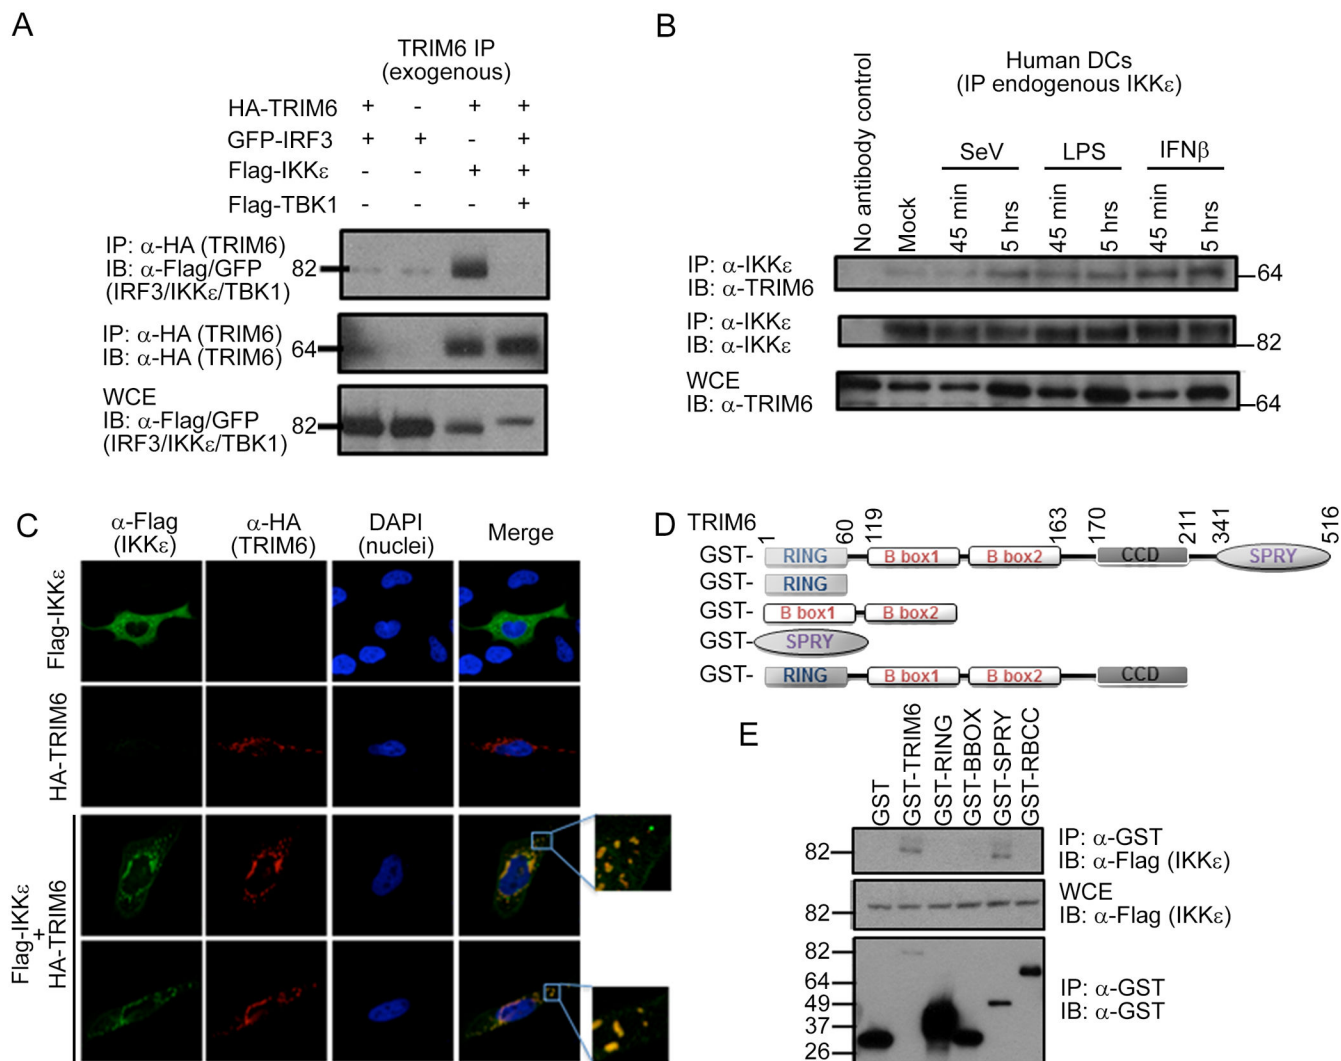 A
TRIM6 IP
(exogenous)
HA-TRIM6 + - + +
GFP-IRF3 + + - +
Flag-IKKε - - + +
Flag-TBK1 - - - +
IP: α-HA (TRIM6)
IB: α-Flag/GFP
(IRF3/IKKε/TBK1)
82
IP: α-HA (TRIM6)
IB: α-HA (TRIM6)
64
WCE
IB: α-Flag/GFP
(IRF3/IKKε/TBK1)
82
B
Human DCs
(IP endogenous IKKε)
No antibody control
Mock
SeV
LPS
IFNβ
45 min
5 hrs
45 min
5 hrs
45 min
5 hrs
IP: α-IKKε
IB: α-TRIM6
64
IP: α-IKKε
IB: α-IKKε
82
WCE
IB: α-TRIM6
64
C
α-Flag
(IKKε)
α-HA
(TRIM6)
DAPI
(nuclei)
Merge
Flag-IKKε
HA-TRIM6
Flag-IKKε
+
HA-TRIM6
D
TRIM6
1 60 119 163 170 211 341 516
GST- RING B box1 B box2 CCD SPRY
GST- RING
GST- B box1 B box2
GST- SPRY
GST- RING B box1 B box2 CCD
E
GST
GST-TRIM6
GST-RING
GST-BBOX
GST-SPRY
GST-RBCC
82
IP: α-GST
IB: α-Flag (IKKε)
82
WCE
IB: α-Flag (IKKε)
82
64
49
37
26
IP: α-GST
IB: α-GST